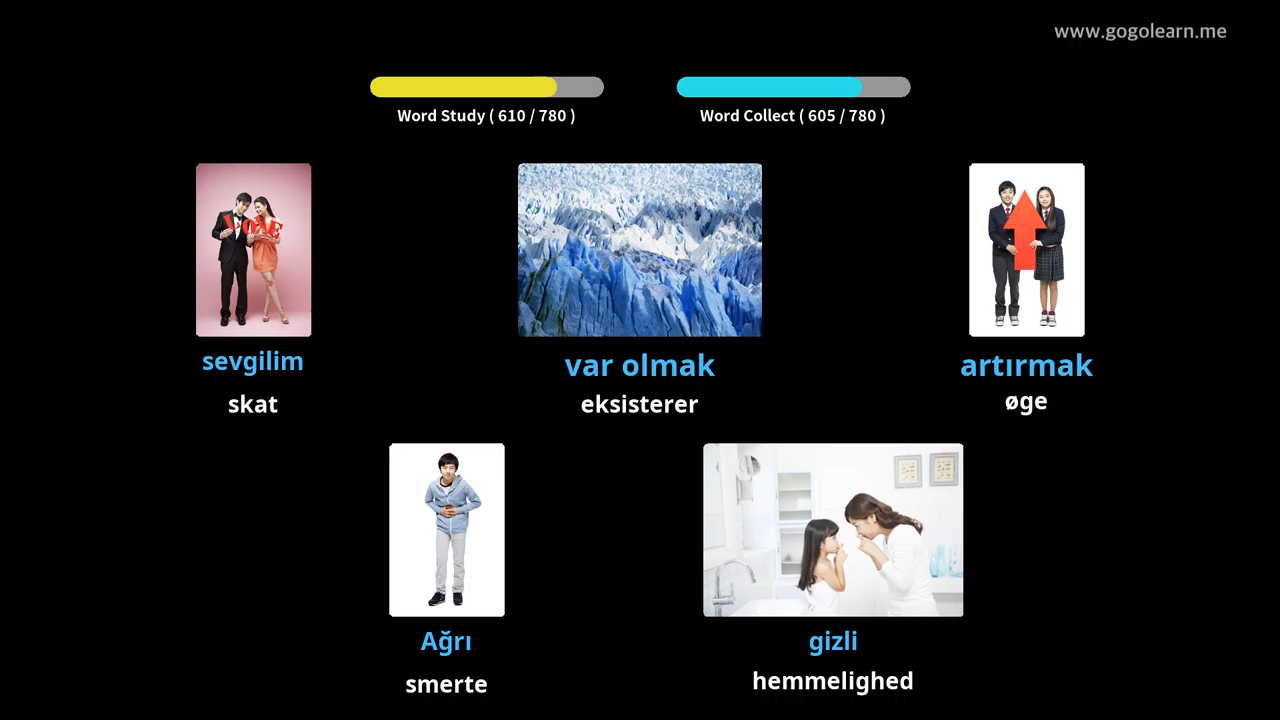 www.gogolearn.me
Word Study ( 610 / 780 )
Word Collect ( 605 / 780 )
LOVE
sevgilim
skat
var olmak
eksisterer
artırmak
øge
Ağrı
smerte
gizli
hemmelighed